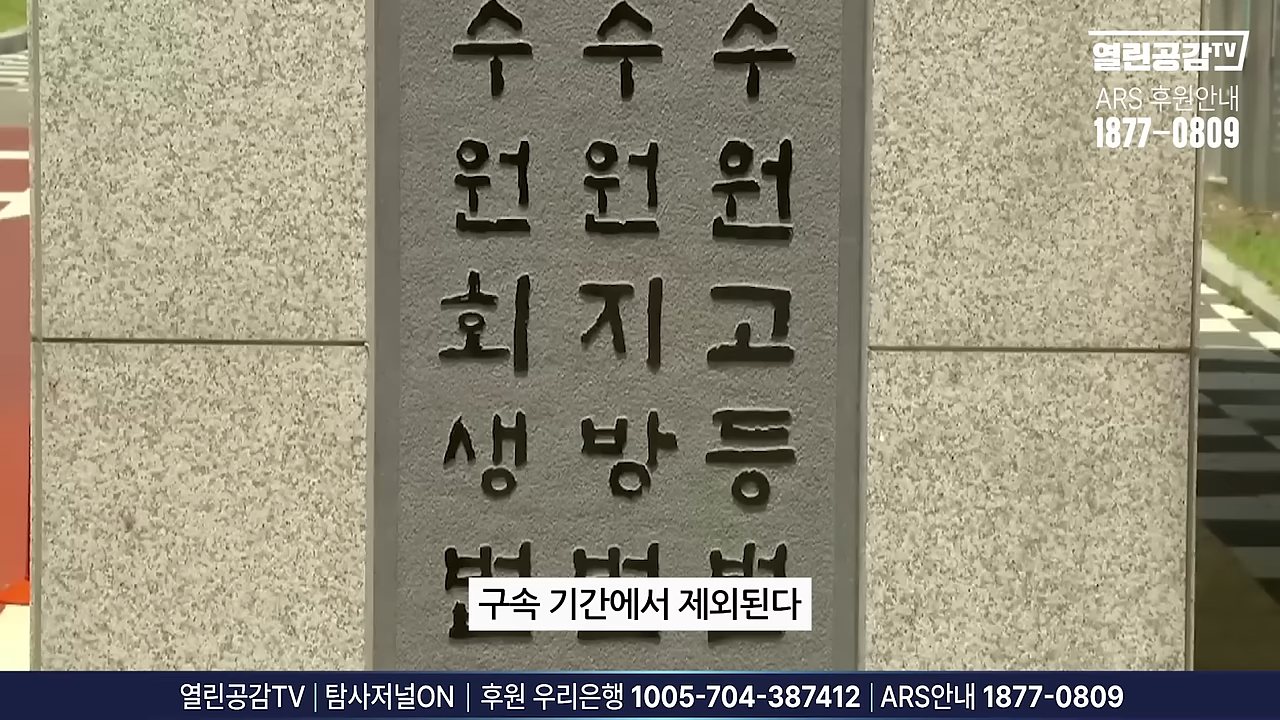 열린공감TV
ARS 후원안내
1877-0809
수원고등법
수원지방법
수원회생법
구속 기간에서 제외된다
열린공감TV | 탐사저널ON | 후원 우리은행 1005-704-387412 | ARS안내 1877-0809